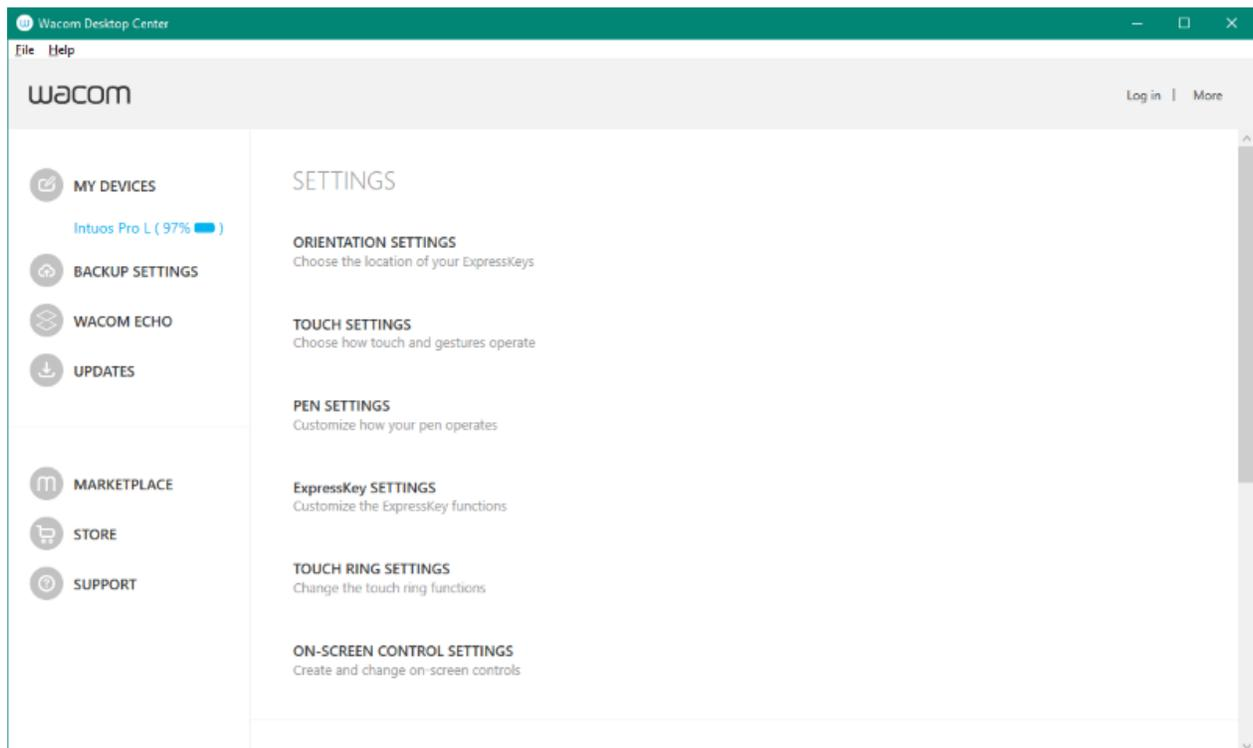 Wacom Desktop Center
File Help
wacom
Log in | More
MY DEVICES
Intuos Pro L ( 97% )
BACKUP SETTINGS
WACOM ECHO
UPDATES
MARKETPLACE
STORE
SUPPORT
SETTINGS
ORIENTATION SETTINGS
Choose the location of your ExpressKeys
TOUCH SETTINGS
Choose how touch and gestures operate
PEN SETTINGS
Customize how your pen operates
ExpressKey SETTINGS
Customize the ExpressKey functions
TOUCH RING SETTINGS
Change the touch ring functions
ON-SCREEN CONTROL SETTINGS
Create and change on-screen controls